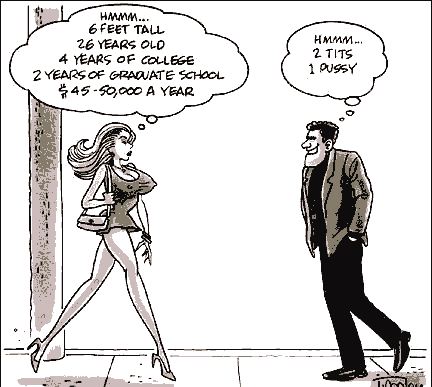 HMMM...
6 FEET TALL
26 YEARS OLD
4 YEARS OF COLLEGE
2 YEARS OF GRADUATE SCHOOL
$45-50,000 A YEAR
HMMM...
2 TITS
1 PUSSY